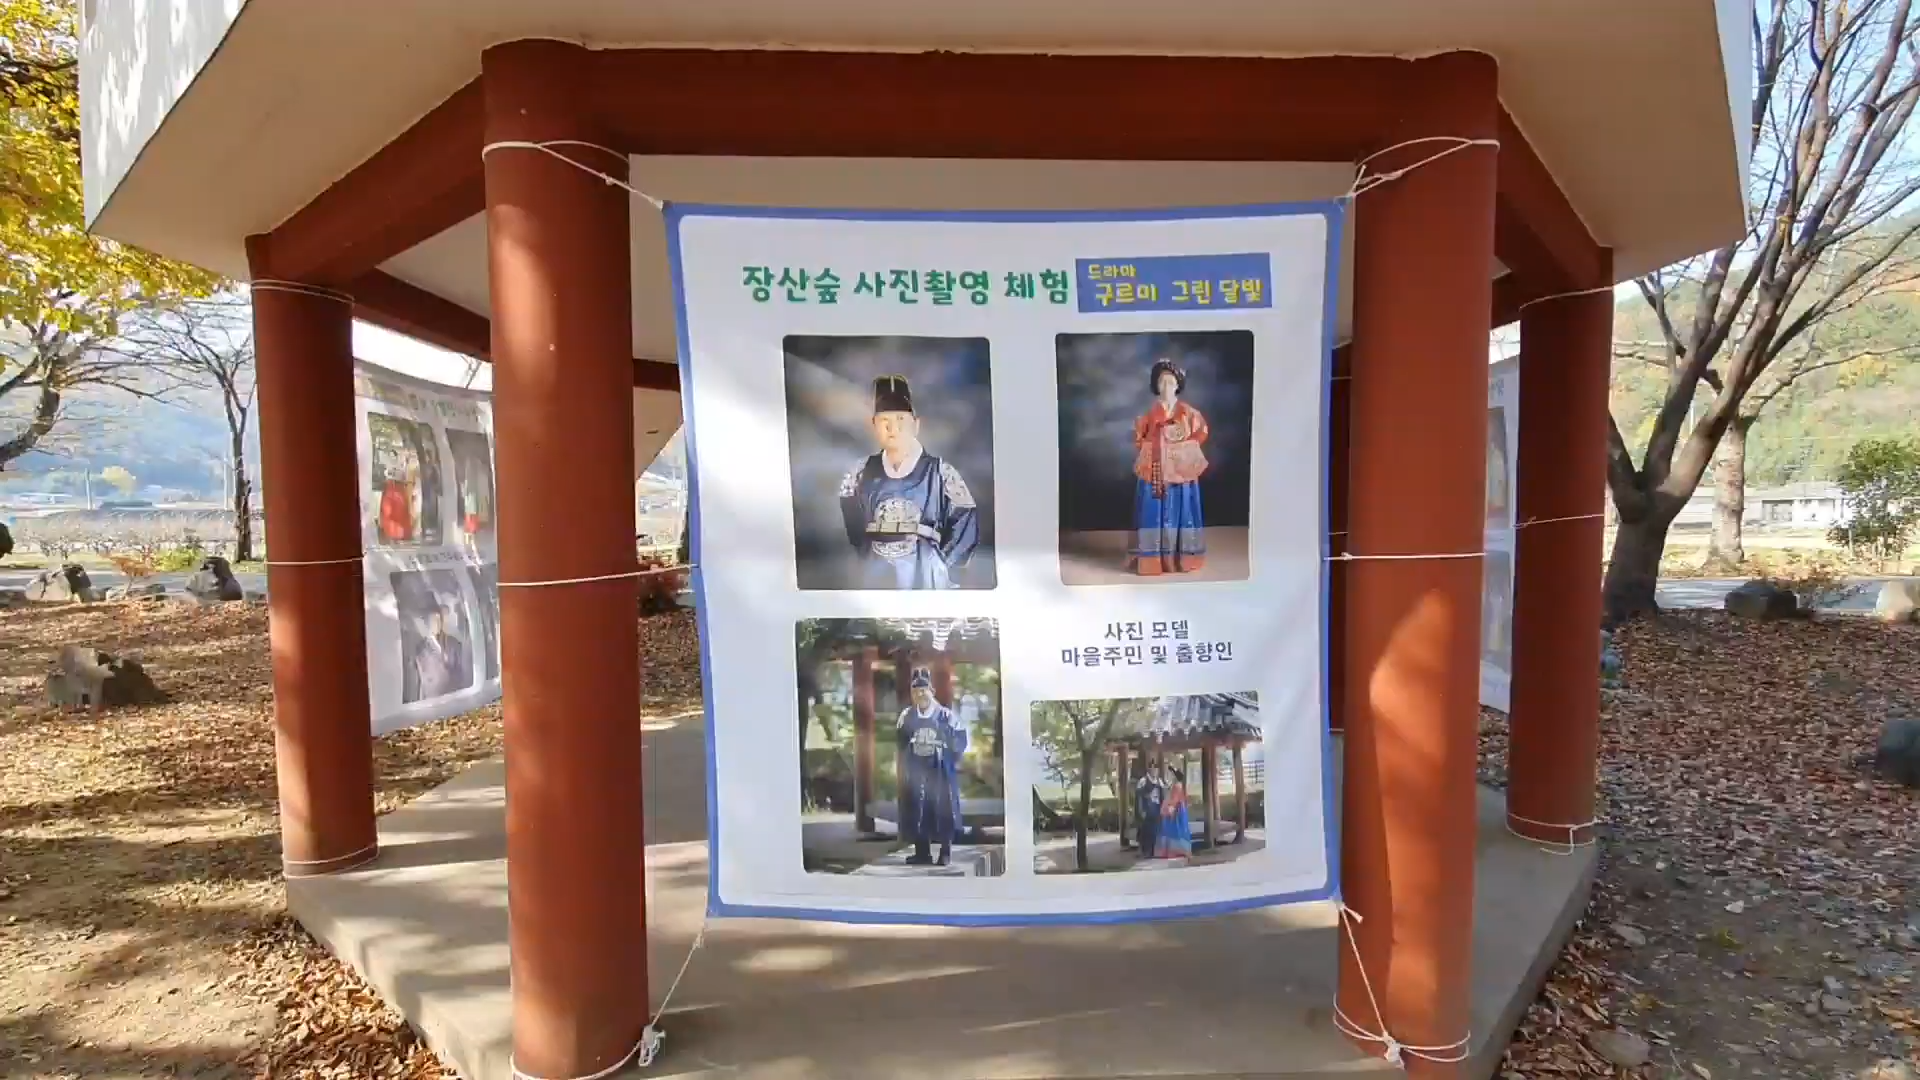 장산숲 사진촬영 체험
드라마
구르미 그린 달빛
사진 모델
마을주민 및 출향인